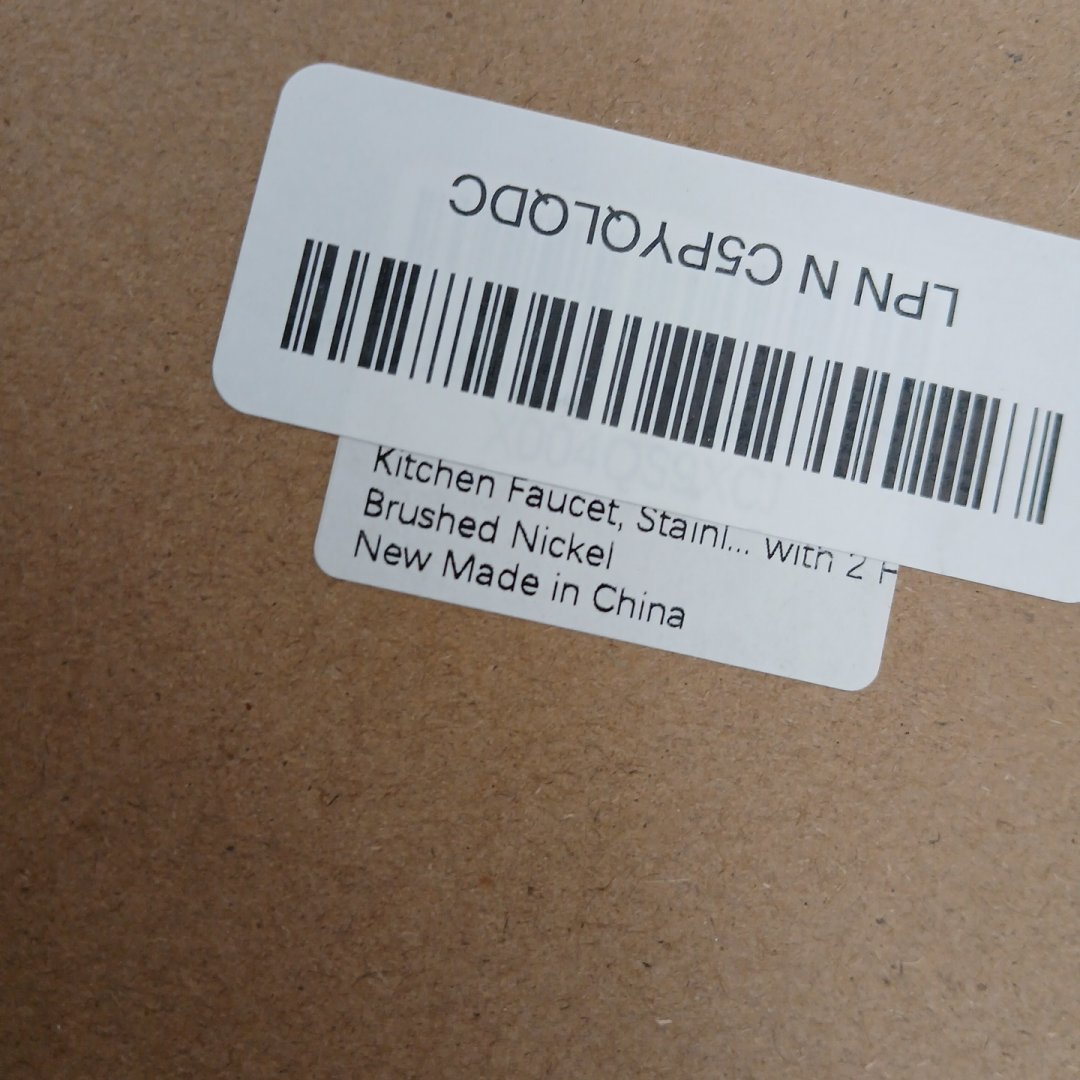 LPN N C5PYQLQDC
Kitchen Faucet, Stainl... with 2 H
Brushed Nickel
New Made in China